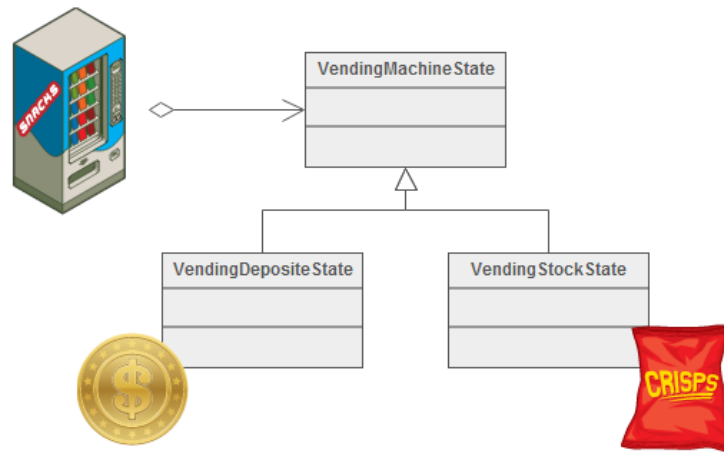 SNACKS
VendingMachineState
VendingDepositeState
VendingStockState
$
CRISPS